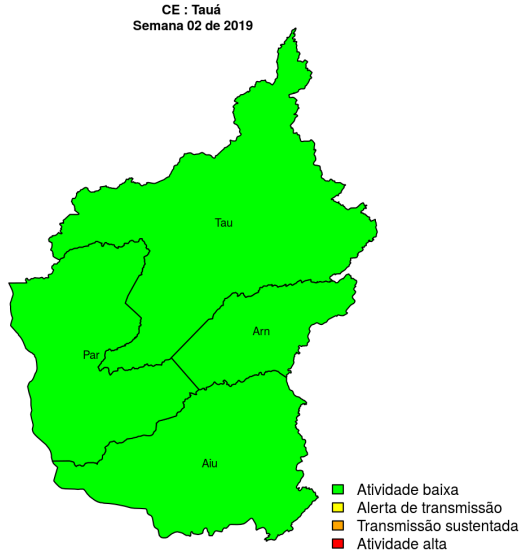 CE : Tauá
Semana 02 de 2019
Tau
Arn
Par
Aiu
Atividade baixa
Alerta de transmissão
Transmissão sustentada
Atividade alta